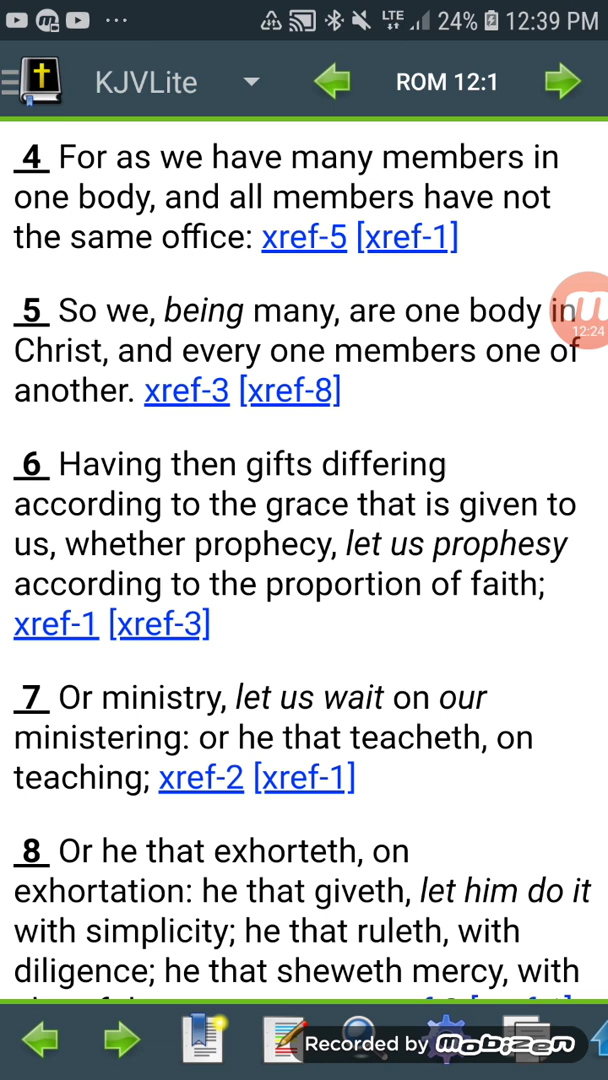 LTE 24% 12:39 PM
KJVLite ROM 12:1
4 For as we have many members in
one body, and all members have not
the same office: xref-5 [xref-1]
5 So we, being many, are one body in
12:24
Christ, and every one members one of
another. xref-3 [xref-8]
6 Having then gifts differing
according to the grace that is given to
us, whether prophecy, let us prophesy
according to the proportion of faith;
xref-1 [xref-3]
7 Or ministry, let us wait on our
ministering: or he that teacheth, on
teaching; xref-2 [xref-1]
8 Or he that exhorteth, on
exhortation: he that giveth, let him do it
with simplicity; he that ruleth, with
diligence; he that sheweth mercy, with
Recorded by mobizen